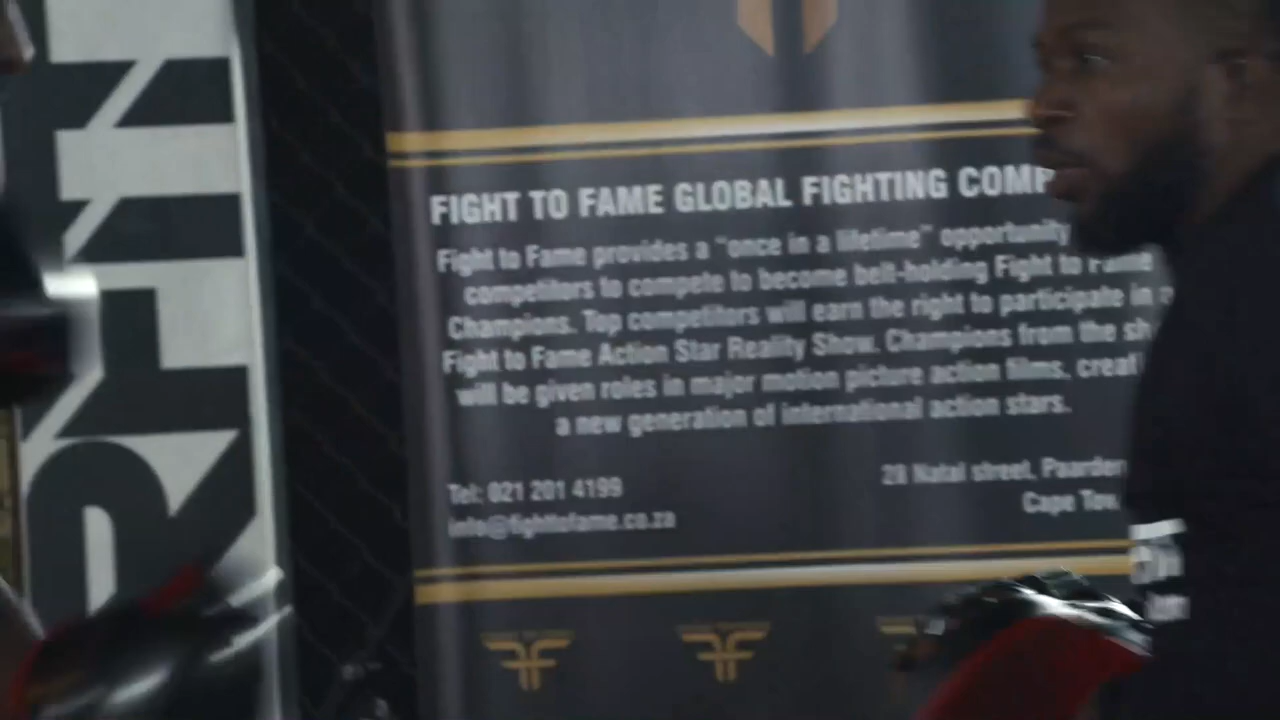 FIGHT TO FAME GLOBAL FIGHTING COMP
Fight to Fame provides a "once in a lifetime" opportunity
competitors to compete to become belt-holding Fight to Fame
Champions. Top competitors will earn the right to participate in a
Fight to Fame Action Star Reality Show. Champions from the sh
will be given roles in major motion picture action films, creat
a new generation of international action stars.
Tel: 021 201 4199
info@fighttofame.co.za
28 Natal street, Paarden
Cape Tow